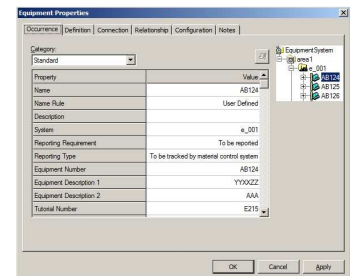 Equipment Properties
Occurrence Definition Connection Relationship Configuration Notes
Category:
Standard
Property Value
Name AB124
Name Rule User Defined
Description
System e_001
Reporting Requirement To be reported
Reporting Type To be tracked by material control system
Equipment Number AB124
Equipment Description 1 YYXXZZ
Equipment Description 2 AAA
Tutorial Number E215
EquipmentSystem
area1
e_001
AB124
AB125
AB126
OK Cancel Apply